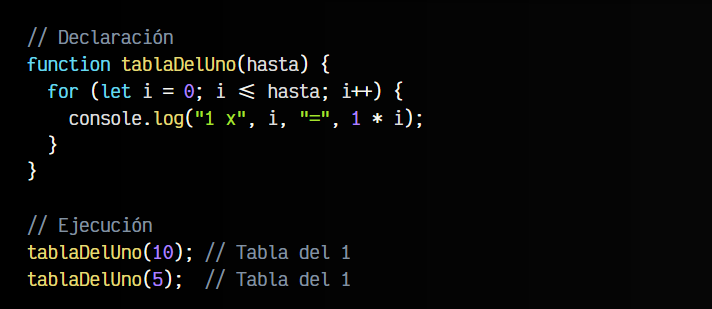 // Declaración
function tablaDelUno(hasta) {
  for (let i = 0; i <= hasta; i++) {
    console.log("1 x", i, "=", 1 * i);
  }
}

// Ejecución
tablaDelUno(10); // Tabla del 1
tablaDelUno(5);  // Tabla del 1